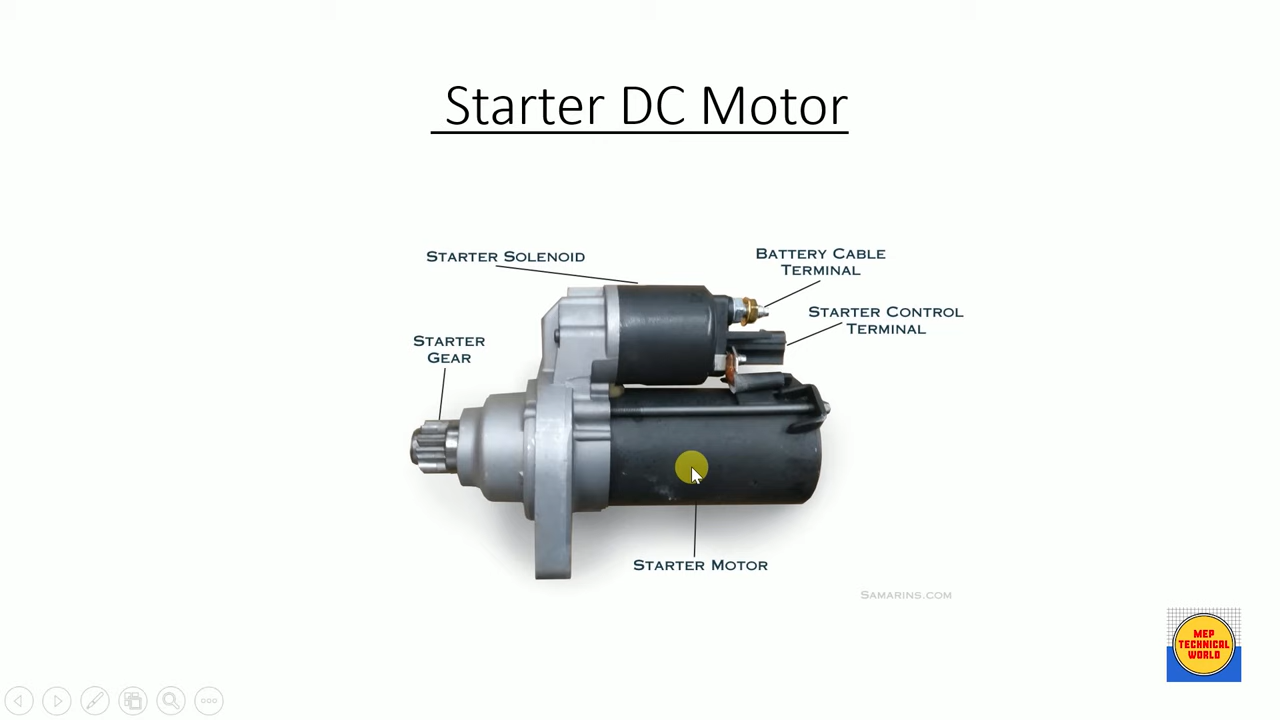 Starter DC Motor
STARTER SOLENOID
BATTERY CABLE
TERMINAL
STARTER CONTROL
TERMINAL
STARTER
GEAR
STARTER MOTOR
SAMARINS.COM
MEP
TECHNICAL
WORLD